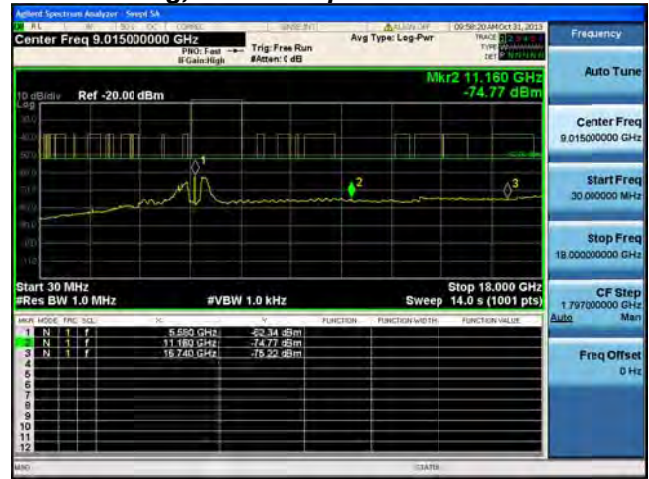 Agilent Spectrum Analyzer - Swept SA
09:58:20 AM Oct 31, 2013
Center Freq 9.015000000 GHz
PNO: Fast
IFGain:High
Trig: Free Run
#Atten: 0 dB
Avg Type: Log-Pwr
TRACE
TYPE
DET
Frequency
Auto Tune
Mkr2 11.160 GHz
-74.77 dBm
10 dB/div Ref -20.00 dBm
Log
1
2
3
Center Freq
9.015000000 GHz
Start Freq
30.000000 MHz
Stop Freq
18.000000000 GHz
CF Step
1.797000000 GHz
Auto Man
Freq Offset
0 Hz
Start 30 MHz
#Res BW 1.0 MHz
#VBW 1.0 kHz
Stop 18.000 GHz
Sweep 14.0 s (1001 pts)
MKR MODE TRC SCL X Y FUNCTION FUNCTION WIDTH FUNCTION VALUE
1 N 1 f 5.580 GHz -62.34 dBm
2 N 1 f 11.160 GHz -74.77 dBm
3 N 1 f 16.740 GHz -75.22 dBm
4
5
6
7
8
9
10
11
12
MSG
STATUS